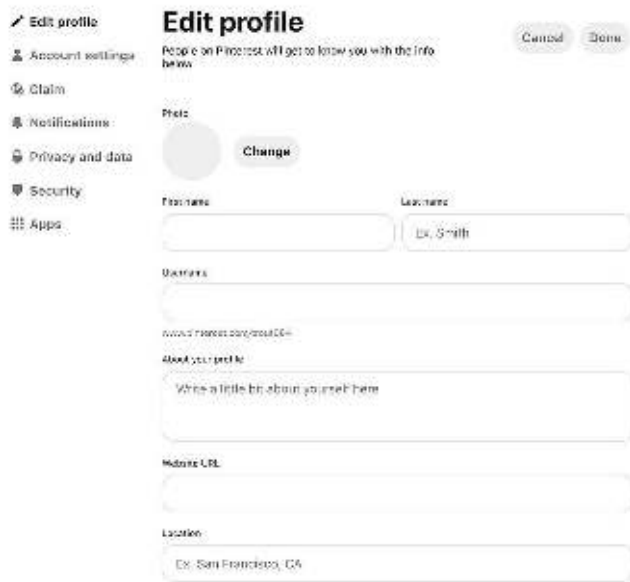 Edit profile
Account settings
Claim
Notifications
Privacy and data
Security
Apps
Edit profile
People on Pinterest will get to know you with the info
below
Cancel
Done
Photo
Change
First name
Last name
Ex. Smith
Username
About your profile
Write a little bit about yourself here
Website URL
Location
Ex. San Francisco, CA